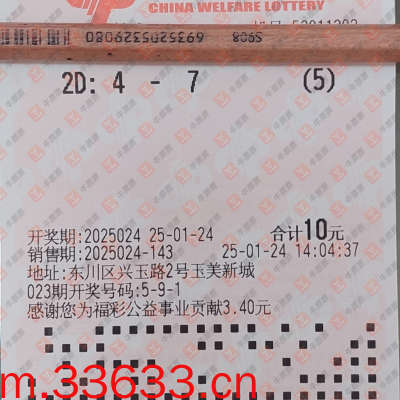 CHINA WELFARE LOTTERY
6935205329080 S908
2D: 4 - 7 (5)
开奖期:2025024 25-01-24 合计10元
销售期:2025024-143 25-01-24 14:04:37
地址:东川区兴玉路2号玉美新城
023期开奖号码:5-9-1
感谢您为福彩公益事业贡献3.40元
m.33633.cn